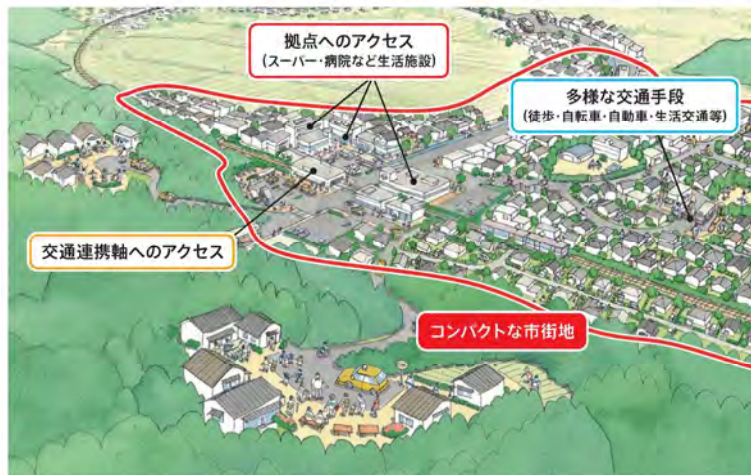 拠点へのアクセス
(スーパー・病院など生活施設)
多様な交通手段
(徒歩・自転車・自動車・生活交通等)
交通連携軸へのアクセス
コンパクトな市街地